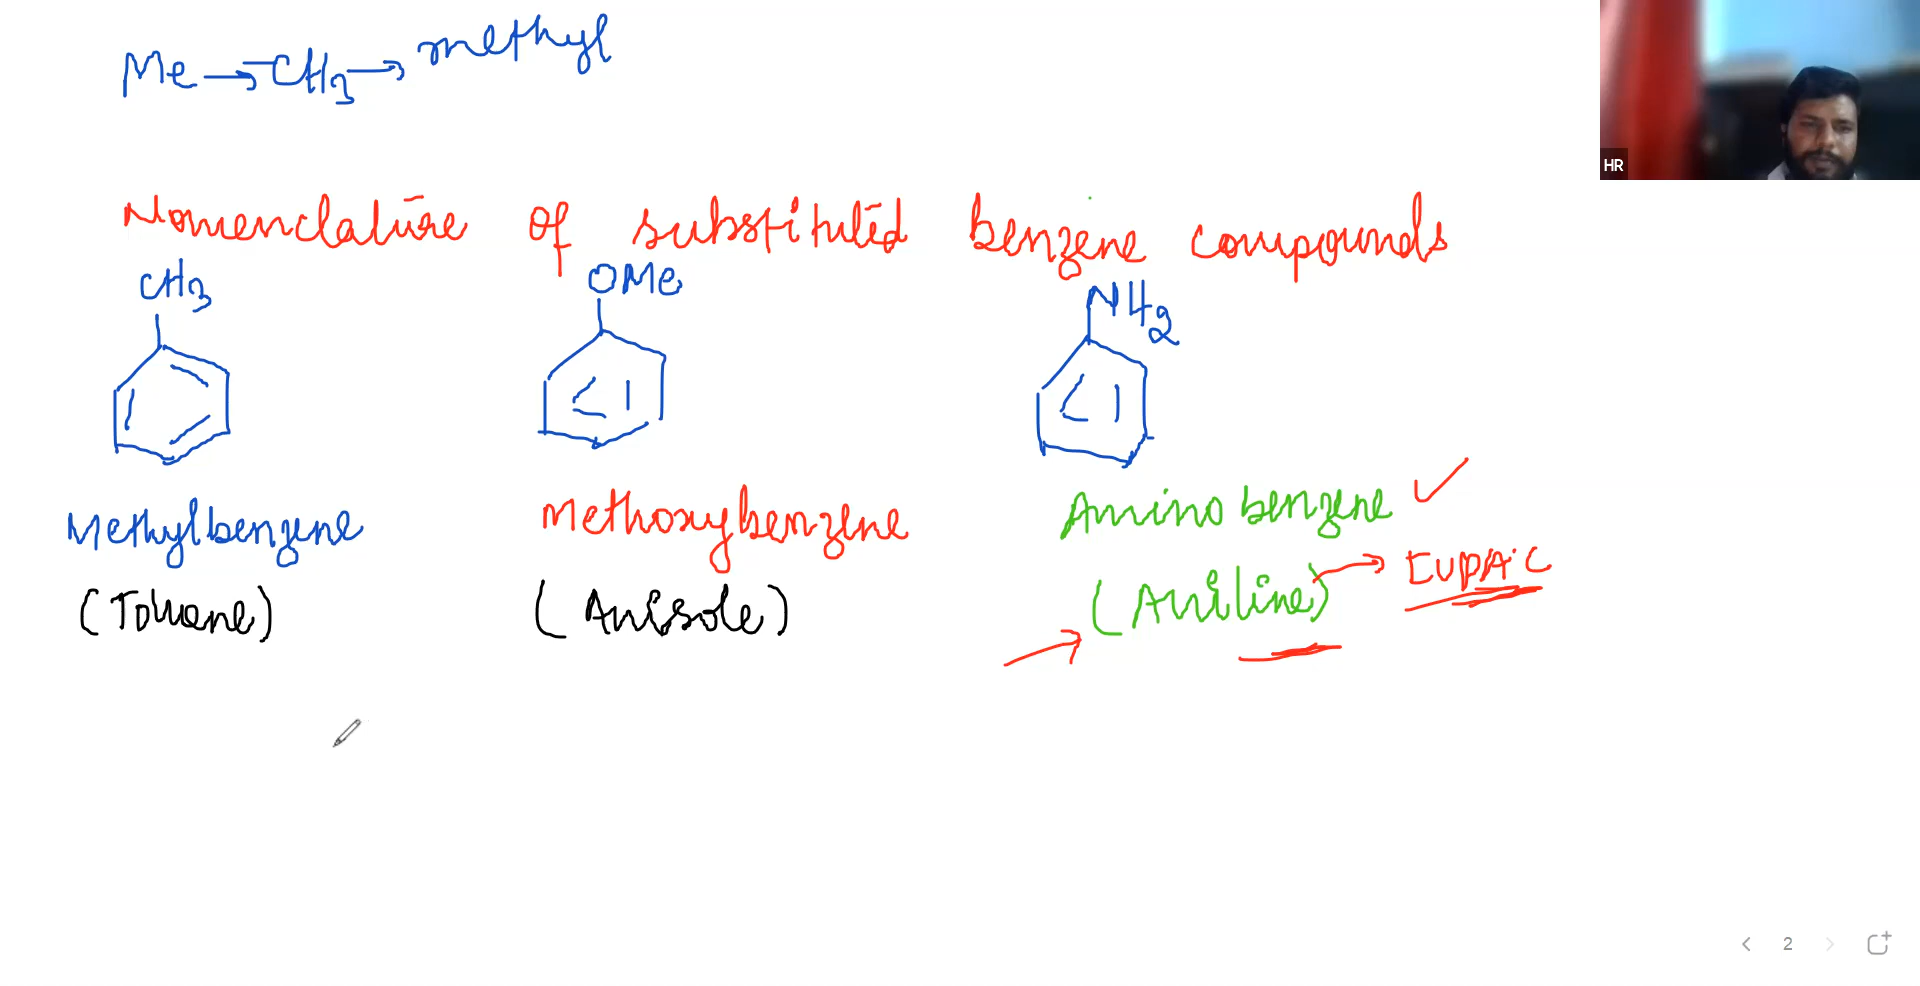 Me → -CH3 → methyl
HR
Nomenclature of substituted benzene compounds
CH3 OMe NH2
Methylbenzene Methoxybenzene Amino benzene ✓
(Toluene) (Anisole) (Aniline) → IUPAC
2